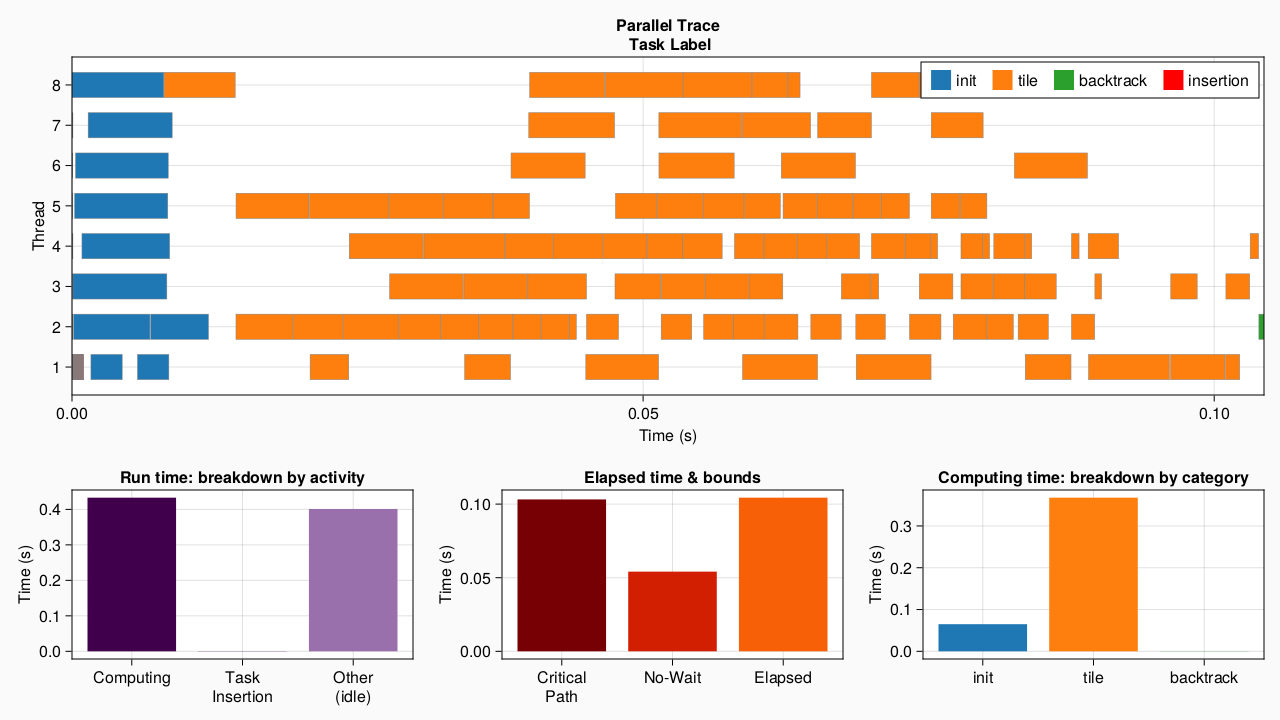 Parallel Trace
Task Label
init tile backtrack insertion
Thread
8
7
6
5
4
3
2
1
0.00 0.05 0.10
Time (s)
Run time: breakdown by activity
Time (s)
0.4
0.3
0.2
0.1
0.0
Computing
Task
Insertion
Other
(idle)
Elapsed time & bounds
Time (s)
0.10
0.05
0.00
Critical
Path
No-Wait
Elapsed
Computing time: breakdown by category
Time (s)
0.3
0.2
0.1
0.0
init
tile
backtrack